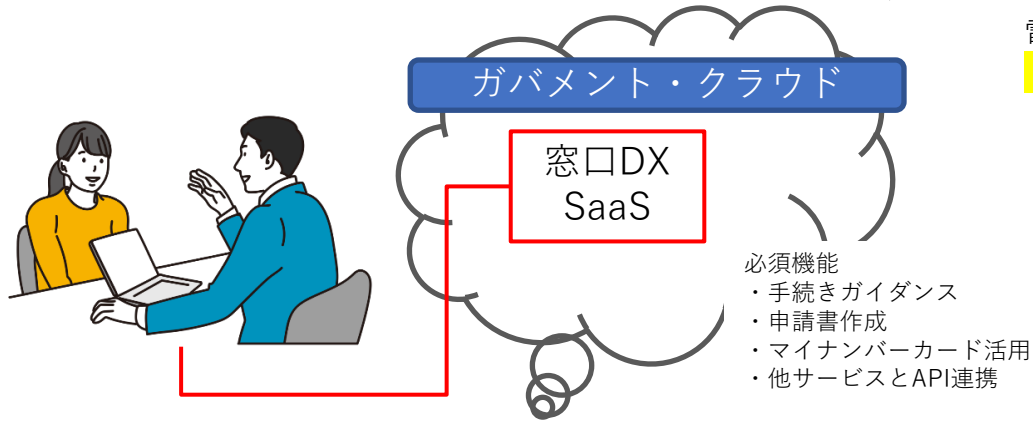 ガバメント・クラウド
窓口DX
SaaS
必須機能
・手続きガイダンス
・申請書作成
・マイナンバーカード活用
・他サービスとAPI連携